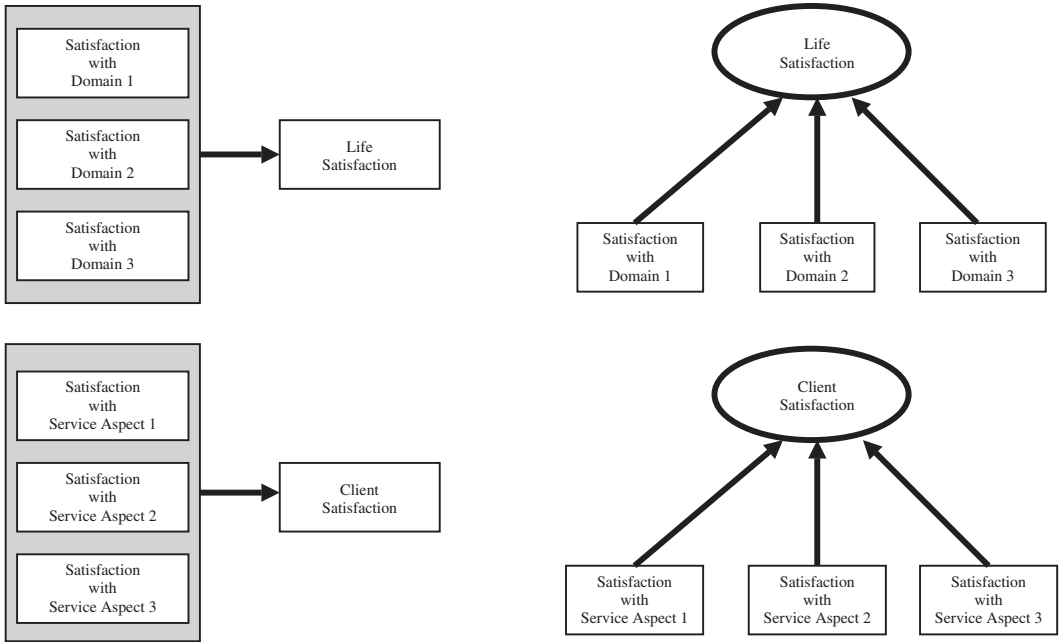 Satisfaction
with
Domain 1
Satisfaction
with
Domain 2
Satisfaction
with
Domain 3
Life
Satisfaction
Life
Satisfaction
Satisfaction
with
Domain 1
Satisfaction
with
Domain 2
Satisfaction
with
Domain 3
Satisfaction
with
Service Aspect 1
Satisfaction
with
Service Aspect 2
Satisfaction
with
Service Aspect 3
Client
Satisfaction
Client
Satisfaction
Satisfaction
with
Service Aspect 1
Satisfaction
with
Service Aspect 2
Satisfaction
with
Service Aspect 3